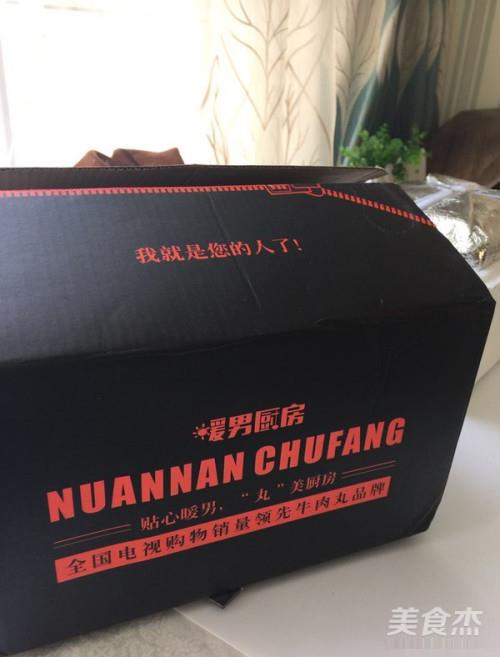 我就是您的人了!
暖男厨房
NUANNAN CHUFANG
贴心暖男，“丸”美厨房
全国电视购物销量领先牛肉丸品牌
美食杰